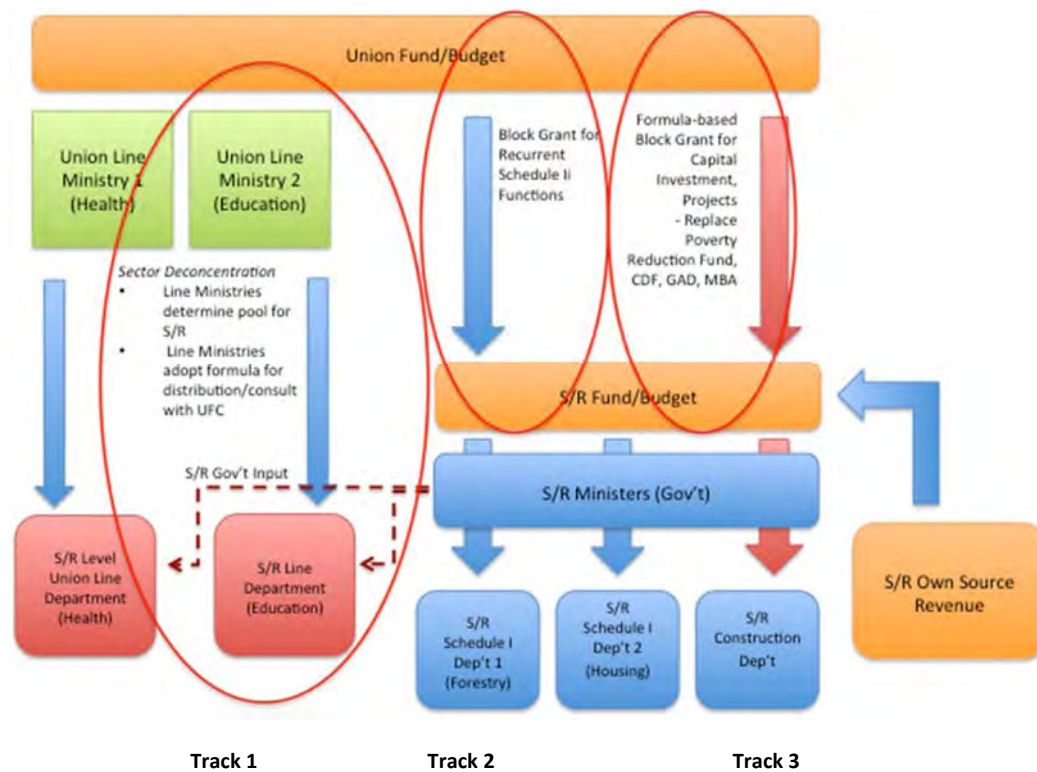 Union Fund/Budget
Union Line
Ministry 1
(Health)
Union Line
Ministry 2
(Education)
Block Grant for
Recurrent
Schedule Ii
Functions
Formula-based
Block Grant for
Capital
Investment,
Projects
- Replace
Poverty
Reduction Fund,
CDF, GAD, MBA
Sector Deconcentration
• Line Ministries
determine pool for
S/R
• Line Ministries
adopt formula for
distribution/consult
with UFC
S/R Fund/Budget
S/R Gov't Input
S/R Ministers (Gov't)
S/R Level
Union Line
Department
(Health)
S/R Line
Department
(Education)
S/R
Schedule I
Dep't 1
(Forestry)
S/R
Schedule I
Dep't 2
(Housing)
S/R
Construction
Dep't
S/R Own Source
Revenue
Track 1
Track 2
Track 3